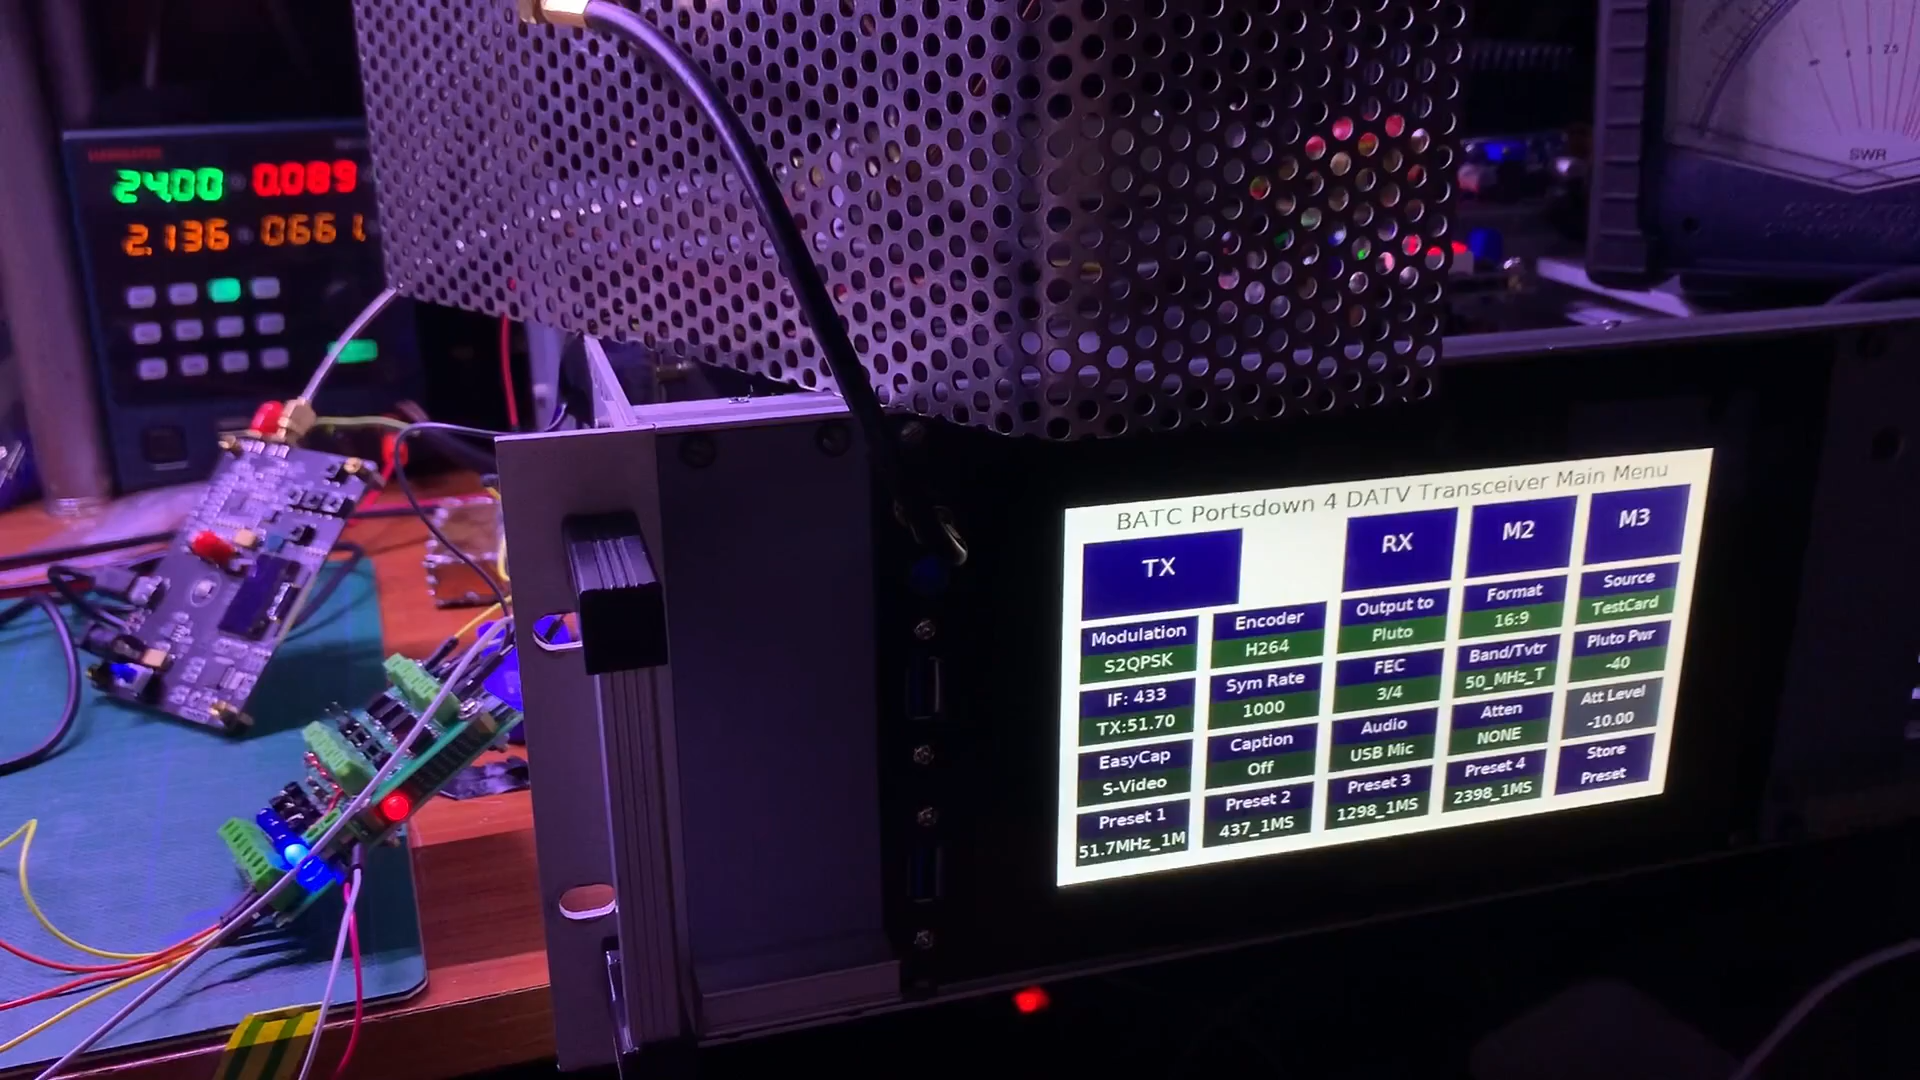 24.00 0.089
2.136
SWR
BATC Portsdown 4 DATV Transceiver Main Menu
TX
RX
M2
M3
Modulation
S2QPSK
Encoder
H264
Output to
Pluto
Format
16:9
Source
TestCard
IF: 433
TX:51.70
Sym Rate
1000
FEC
3/4
Band/Tvtr
50_MHz_T
Pluto Pwr
-40
EasyCap
S-Video
Caption
Off
Audio
USB Mic
Atten
NONE
Att Level
-10.00
Preset 1
51.7MHz_1M
Preset 2
437_1MS
Preset 3
1298_1MS
Preset 4
2398_1MS
Store
Preset